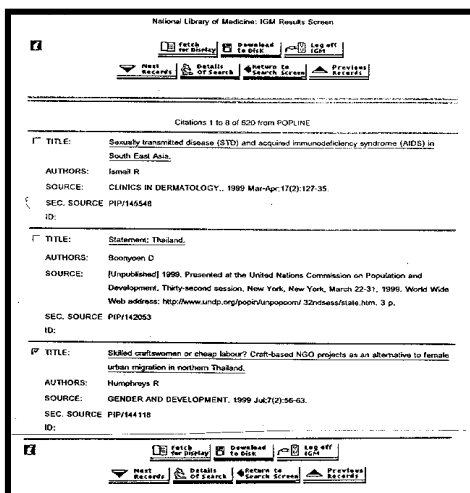 National Library of Medicine: IGM Results Screen
Fetch for Display Download to Disk Log off IGM
Next Records Details Of Search Return to Search Screen Previous Records
Citations 1 to 8 of 620 from POPLINE
TITLE: Sexually transmitted disease (STD) and acquired immunodeficiency syndrome (AIDS) in
South East Asia.
AUTHORS: Ismail R
SOURCE: CLINICS IN DERMATOLOGY., 1999 Mar-Apr;17(2):127-35.
SEC. SOURCE PIP/145548
ID:
TITLE: Statement: Thailand.
AUTHORS: Boonyoen D
SOURCE: [Unpublished] 1999. Presented at the United Nations Commission on Population and
Development, Thirty-second session, New York, New York, March 22-31, 1999. World Wide
Web address: http://www.undp.org/popin/unpopcom/ 32ndsess/state.htm. 3 p.
SEC. SOURCE PIP/142053
ID:
TITLE: Skilled craftswomen or cheap labour? Craft-based NGO projects as an alternative to female
urban migration in northern Thailand.
AUTHORS: Humphreys R
SOURCE: GENDER AND DEVELOPMENT. 1999 Jul;7(2):56-63.
SEC. SOURCE PIP/144118
ID:
Fetch for Display Download to Disk Log off IGM
Next Records Details Of Search Return to Search Screen Previous Records